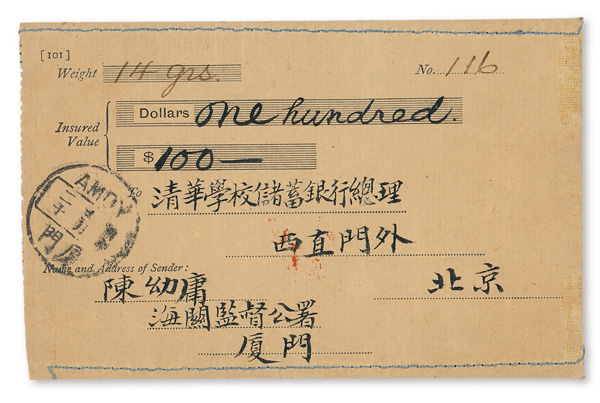 [101]
Weight 14 grs.
No. 116
Dollars One hundred.
Insured Value
$ 100—
To
清華學校儲蓄銀行總理
西直門外
北京
AMOY
門廈
Name and Address of Sender:
陳幼庸
海關監督公署
厦門